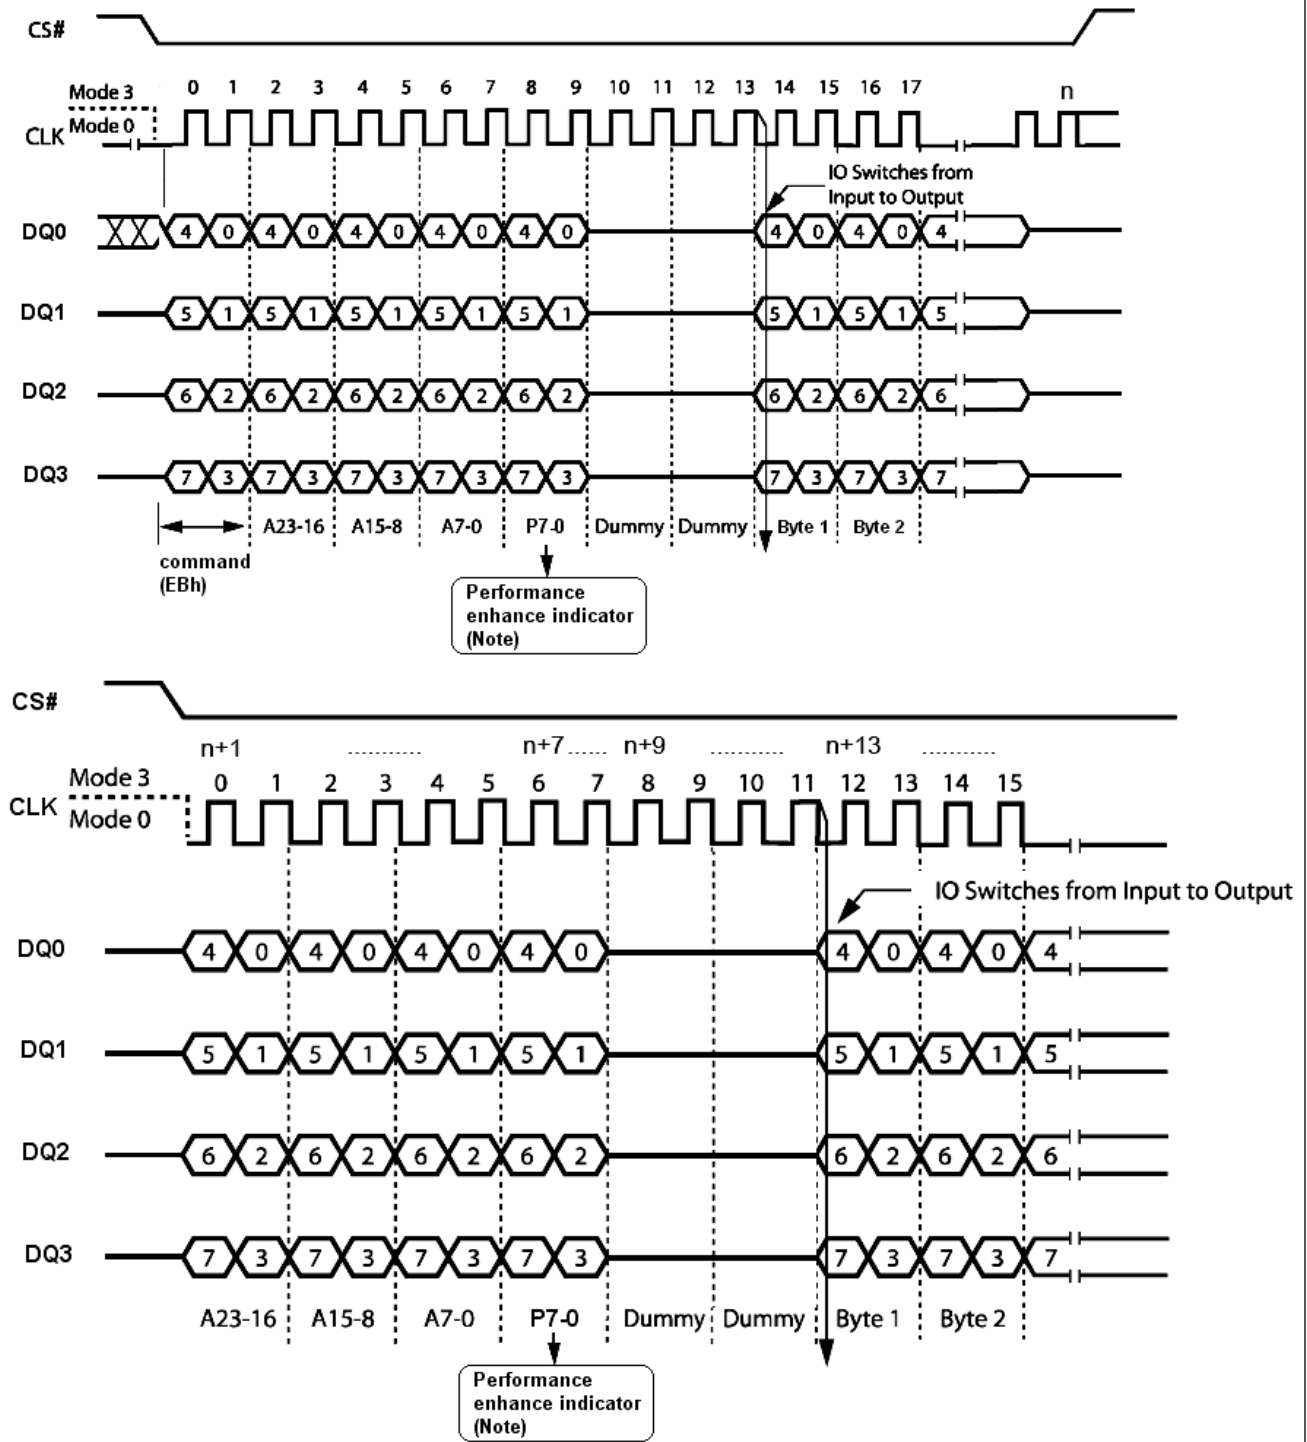 CS#
0 1 2 3 4 5 6 7 8 9 10 11 12 13 14 15 16 17 n
Mode 3
CLK Mode 0
IO Switches from
Input to Output
DQ0 4 0 4 0 4 0 4 0 4 0 4 0 4 0 4
DQ1 5 1 5 1 5 1 5 1 5 1 5 1 5 1 5
DQ2 6 2 6 2 6 2 6 2 6 2 6 2 6 2 6
DQ3 7 3 7 3 7 3 7 3 7 3 7 3 7 3 7
A23-16 A15-8 A7-0 P7-0 Dummy Dummy Byte 1 Byte 2
command
(EBh)
Performance
enhance indicator
(Note)
CS#
n+1 ............ n+7 ...... n+9 ............ n+13 ............
Mode 3 0 1 2 3 4 5 6 7 8 9 10 11 12 13 14 15
CLK Mode 0
IO Switches from Input to Output
DQ0 4 0 4 0 4 0 4 0 4 0 4 0 4
DQ1 5 1 5 1 5 1 5 1 5 1 5 1 5
DQ2 6 2 6 2 6 2 6 2 6 2 6 2 6
DQ3 7 3 7 3 7 3 7 3 7 3 7 3 7
A23-16 A15-8 A7-0 P7-0 Dummy Dummy Byte 1 Byte 2
Performance
enhance indicator
(Note)